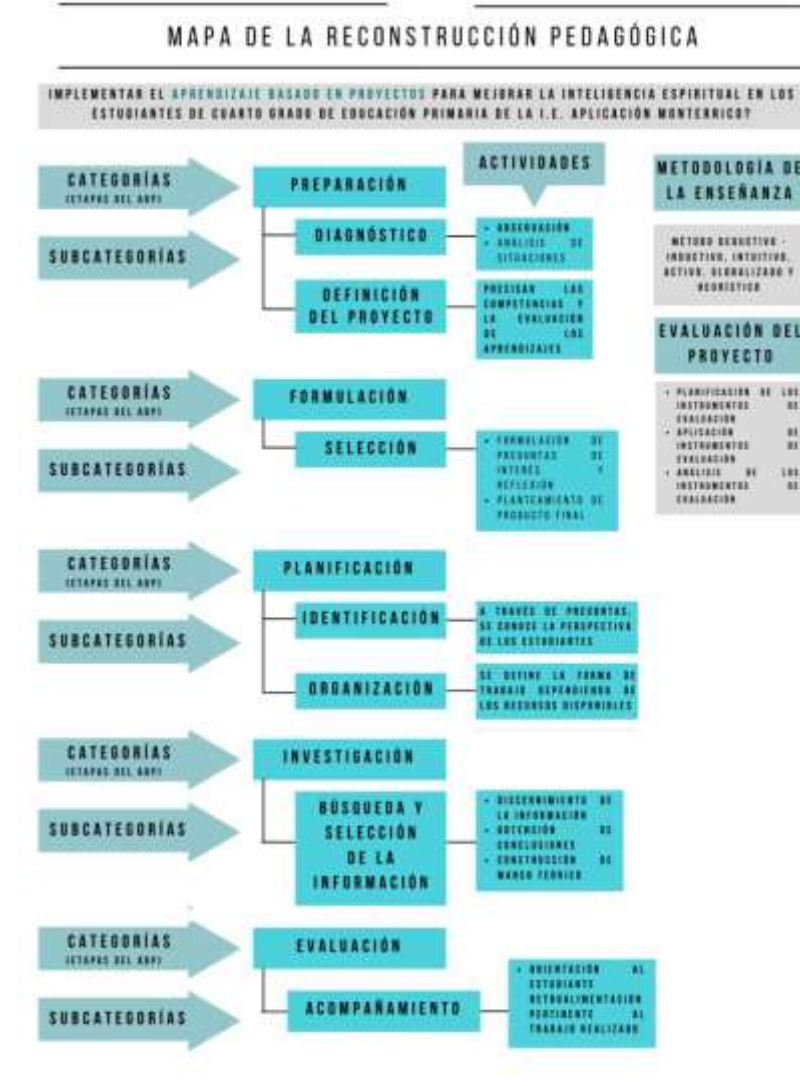 MAPA DE LA RECONSTRUCCIÓN PEDAGÓGICA
IMPLEMENTAR EL APRENDIZAJE BASADO EN PROYECTOS PARA MEJORAR LA INTELIGENCIA ESPIRITUAL EN LOS
ESTUDIANTES DE CUARTO GRADO DE EDUCACIÓN PRIMARIA DE LA I.E. APLICACIÓN MONTERRICO?
CATEGORÍAS
(ETAPAS DEL ABP)
SUBCATEGORÍAS
PREPARACIÓN
DIAGNÓSTICO
DEFINICIÓN
DEL PROYECTO
ACTIVIDADES
• OBSERVACIÓN
• ANÁLISIS DE
SITUACIONES
PRECISAR LAS
COMPETENCIAS Y
LA EVALUACIÓN
DE LOS
APRENDIZAJES
METODOLOGÍA DE
LA ENSEÑANZA
MÉTODO DEDUCTIVO -
INDUCTIVO, INTUITIVO,
ACTIVO, GLOBALIZADO Y
HEURÍSTICO
EVALUACIÓN DEL
PROYECTO
• PLANIFICACIÓN DE LOS
INSTRUMENTOS DE
EVALUACIÓN
• APLICACIÓN DE
INSTRUMENTOS DE
EVALUACIÓN
• ANÁLISIS DE LOS
INSTRUMENTOS DE
EVALUACIÓN
CATEGORÍAS
(ETAPAS DEL ABP)
SUBCATEGORÍAS
FORMULACIÓN
SELECCIÓN
• FORMULACIÓN DE
PREGUNTAS DE
INTERÉS Y
REFLEXIÓN
• PLANTEAMIENTO DE
PRODUCTO FINAL
CATEGORÍAS
(ETAPAS DEL ABP)
SUBCATEGORÍAS
PLANIFICACIÓN
IDENTIFICACIÓN
A TRAVÉS DE PREGUNTAS,
SE CONOCE LA PERSPECTIVA
DE LOS ESTUDIANTES
ORGANIZACIÓN
SE DEFINE LA FORMA DE
TRABAJO DEPENDIENDO DE
LOS RECURSOS DISPONIBLES
CATEGORÍAS
(ETAPAS DEL ABP)
SUBCATEGORÍAS
INVESTIGACIÓN
BÚSQUEDA Y
SELECCIÓN
DE LA
INFORMACIÓN
• DISCERNIMIENTO DE
LA INFORMACIÓN
• OBTENCIÓN DE
CONCLUSIONES
• CONSTRUCCIÓN DE
MARCO TEÓRICO
CATEGORÍAS
(ETAPAS DEL ABP)
SUBCATEGORÍAS
EVALUACIÓN
ACOMPAÑAMIENTO
• ORIENTACIÓN AL
ESTUDIANTE
RETROALIMENTACIÓN
PERTINENTE AL
TRABAJO REALIZADO